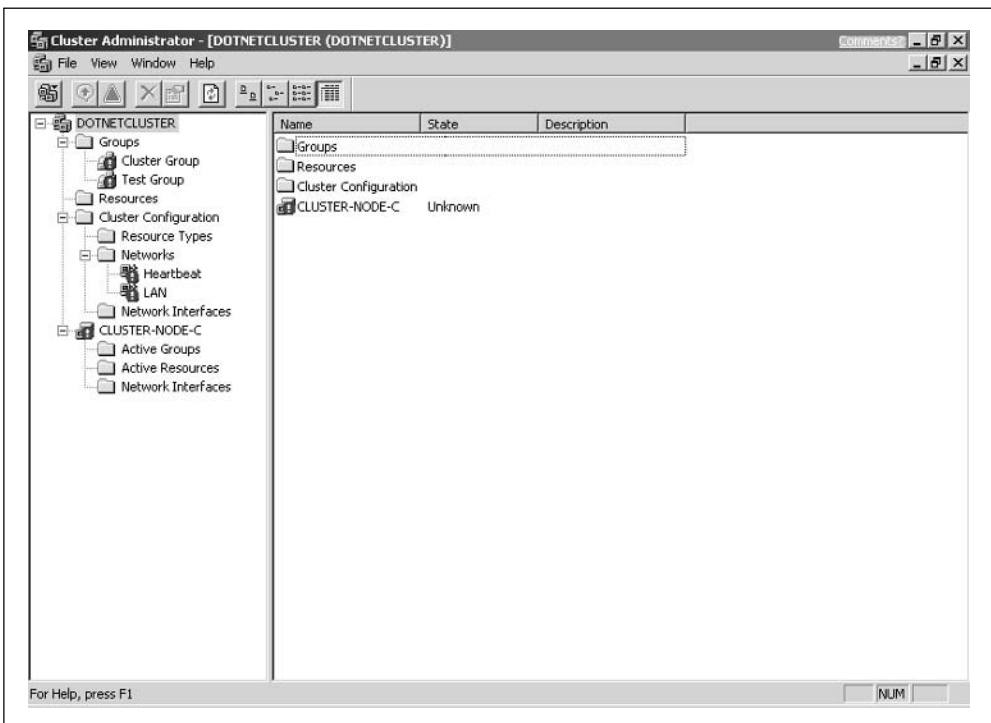 Cluster Administrator - [DOTNETCLUSTER (DOTNETCLUSTER)]
Comments?
File View Window Help
DOTNETCLUSTER
Groups
Cluster Group
Test Group
Resources
Cluster Configuration
Resource Types
Networks
Heartbeat
LAN
Network Interfaces
CLUSTER-NODE-C
Active Groups
Active Resources
Network Interfaces
Name State Description
Groups
Resources
Cluster Configuration
CLUSTER-NODE-C Unknown
For Help, press F1
NUM